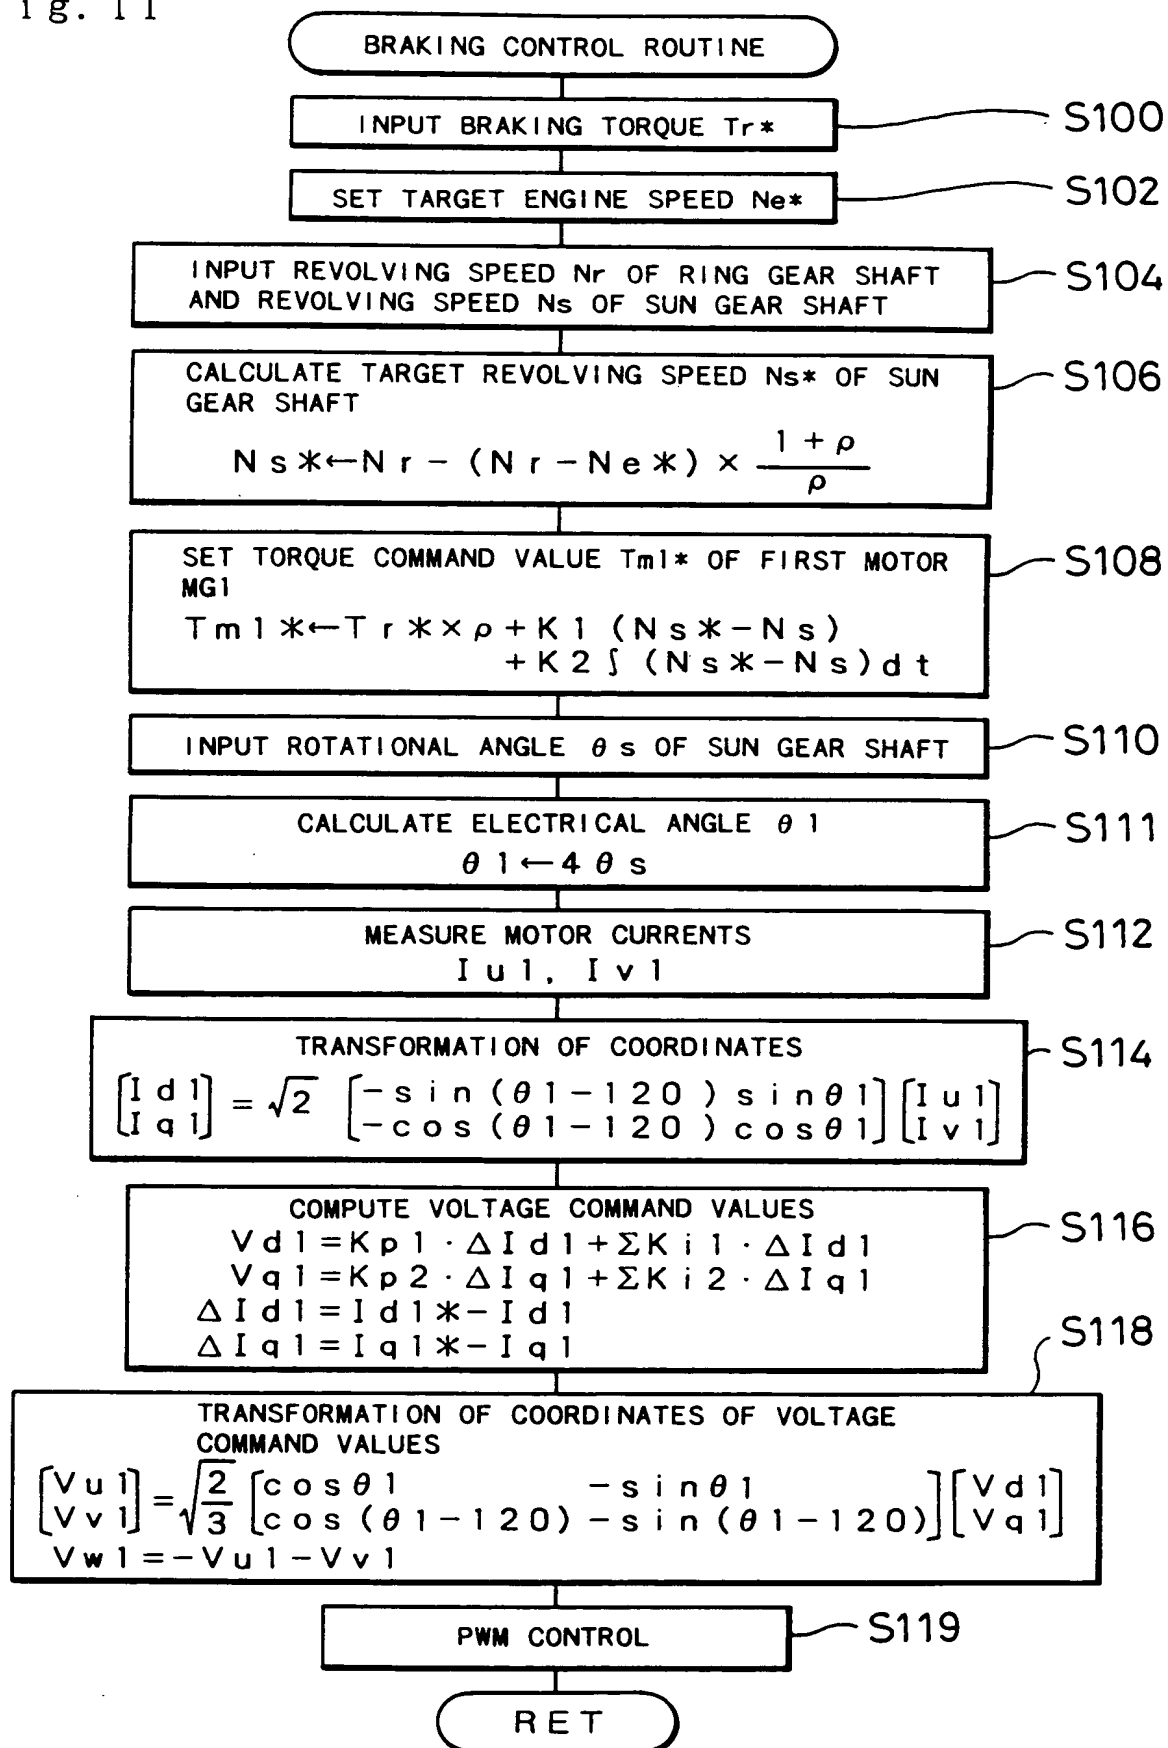 ig. 11
BRAKING CONTROL ROUTINE
INPUT BRAKING TORQUE Tr*
S100
SET TARGET ENGINE SPEED Ne*
S102
INPUT REVOLVING SPEED Nr OF RING GEAR SHAFT
AND REVOLVING SPEED Ns OF SUN GEAR SHAFT
S104
CALCULATE TARGET REVOLVING SPEED Ns* OF SUN
GEAR SHAFT
Ns*←Nr-(Nr-Ne*)×(1+ρ)/ρ
S106
SET TORQUE COMMAND VALUE Tm1* OF FIRST MOTOR
MG1
Tm1*←Tr*×ρ+K1(Ns*-Ns)
+K2∫(Ns*-Ns)dt
S108
INPUT ROTATIONAL ANGLE θs OF SUN GEAR SHAFT
S110
CALCULATE ELECTRICAL ANGLE θ1
θ1←4θs
S111
MEASURE MOTOR CURRENTS
Iu1, Iv1
S112
TRANSFORMATION OF COORDINATES
[Id1] = √2 [-sin(θ1-120) sinθ1] [Iu1]
[Iq1] [-cos(θ1-120) cosθ1] [Iv1]
S114
COMPUTE VOLTAGE COMMAND VALUES
Vd1=Kp1·ΔId1+ΣKi1·ΔId1
Vq1=Kp2·ΔIq1+ΣKi2·ΔIq1
ΔId1=Id1*-Id1
ΔIq1=Iq1*-Iq1
S116
TRANSFORMATION OF COORDINATES OF VOLTAGE
COMMAND VALUES
[Vu1] = √(2/3) [cosθ1 -sinθ1] [Vd1]
[Vv1] [cos(θ1-120) -sin(θ1-120)] [Vq1]
Vw1=-Vu1-Vv1
S118
PWM CONTROL
S119
RET